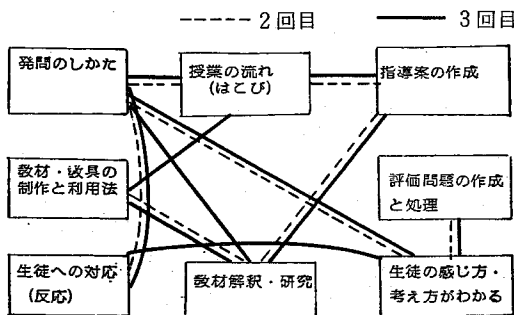 2回目
3回目
発問のしかた
授業の流れ
(はこび)
指導案の作成
教材・教具の
制作と利用法
評価問題の作成
と処理
生徒への対応
(反応)
教材解釈・研究
生徒の感じ方・
考え方がわかる